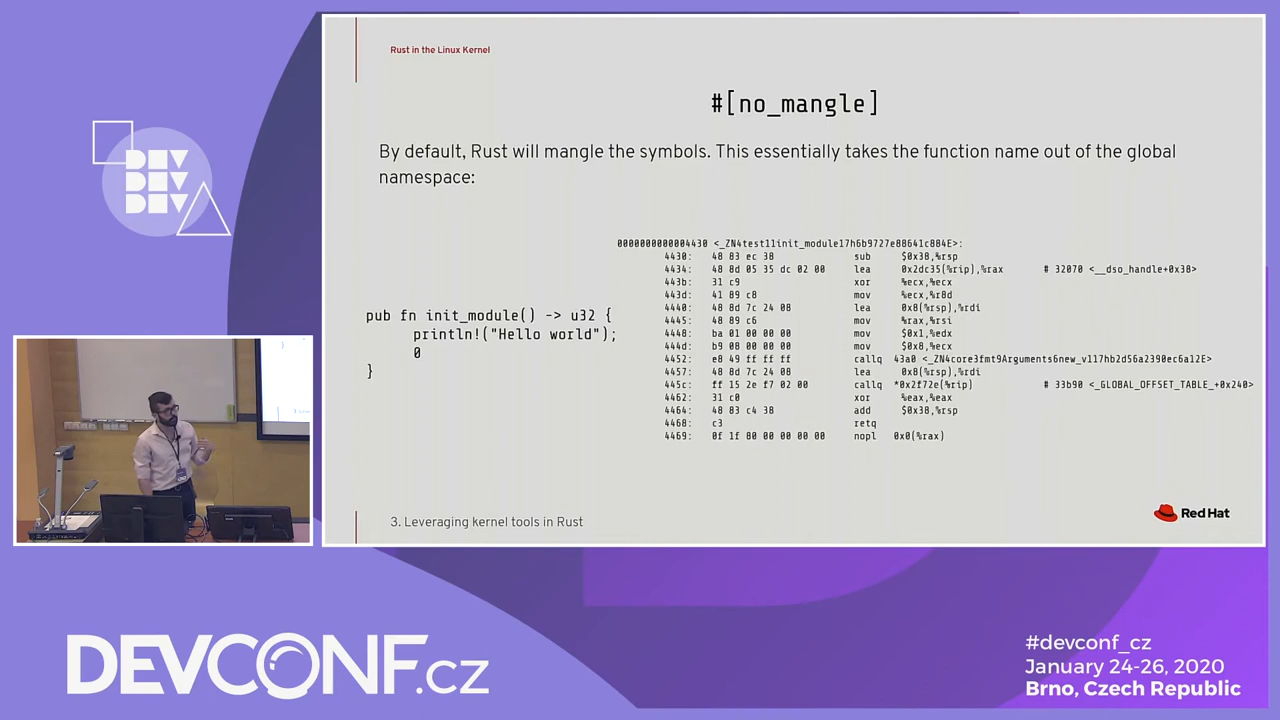 DEV
DEV
DEV
Rust in the Linux Kernel
#[no_mangle]
By default, Rust will mangle the symbols. This essentially takes the function name out of the global
namespace:
pub fn init_module() -> u32 {
println!("Hello world");
0
}
0000000000004430 <_ZN4test11init_module17h6b9727e88641c884E>:
4430: 48 83 ec 38 sub $0x38,%rsp
4434: 48 8d 05 35 dc 02 00 lea 0x2dc35(%rip),%rax # 32070 <__dso_handle+0x38>
443b: 31 c9 xor %ecx,%ecx
443d: 41 89 c8 mov %ecx,%r8d
4440: 48 8d 7c 24 08 lea 0x8(%rsp),%rdi
4445: 48 89 c6 mov %rax,%rsi
4448: ba 01 00 00 00 mov $0x1,%edx
444d: b9 08 00 00 00 mov $0x8,%ecx
4452: e8 49 ff ff ff callq 43a0 <_ZN4core3fmt9Arguments6new_v117hb2d56a2390ec6a12E>
4457: 48 8d 7c 24 08 lea 0x8(%rsp),%rdi
445c: ff 15 2e f7 02 00 callq *0x2f72e(%rip) # 33b90 <_GLOBAL_OFFSET_TABLE_+0x240>
4462: 31 c0 xor %eax,%eax
4464: 48 83 c4 38 add $0x38,%rsp
4468: c3 retq
4469: 0f 1f 80 00 00 00 00 nopl 0x0(%rax)
3. Leveraging kernel tools in Rust
Red Hat
DEVCONF.cz
#devconf_cz
January 24-26, 2020
Brno, Czech Republic